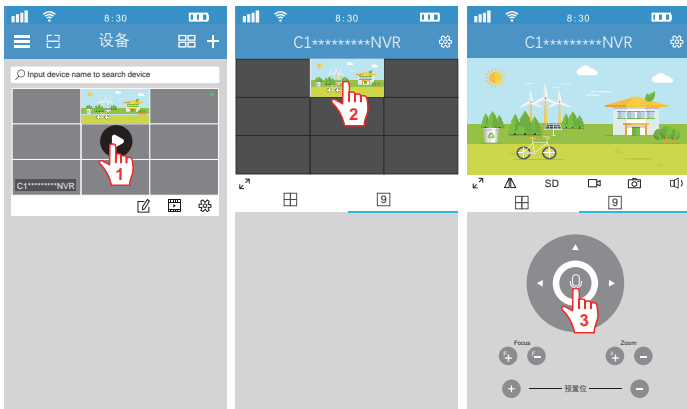 8:30
设备
Input device name to search device
1
C1*********NVR
8:30
C1*********NVR
2
9
8:30
C1*********NVR
SD
9
3
Focus
Zoom
F+
F-
预置位